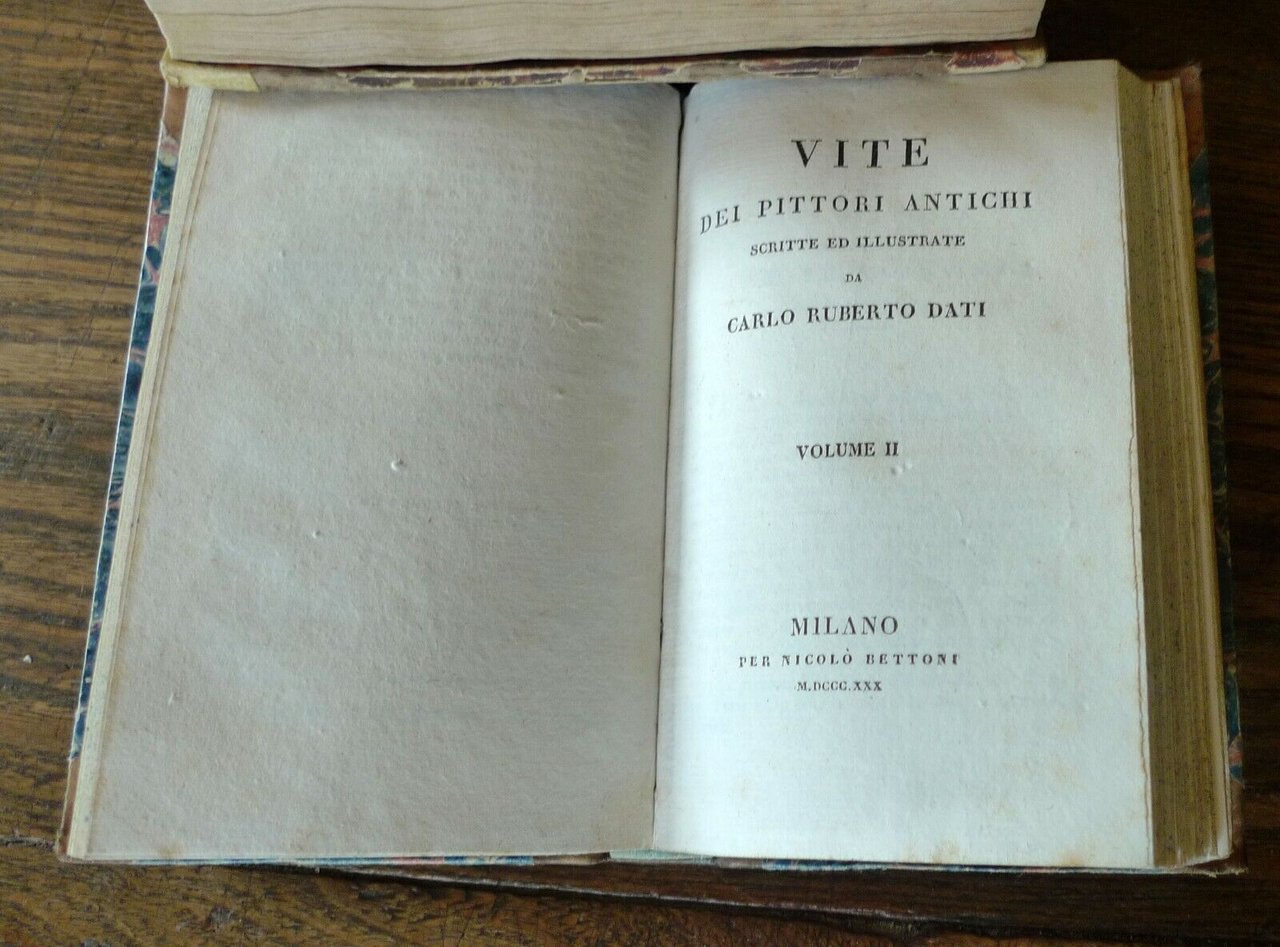 VITE
DEI PITTORI ANTICHI
SCRITTE ED ILLUSTRATE
DA
CARLO RUBERTO DATI
VOLUME II
MILANO
PER NICOLÒ BETTONI
M.DCCC.XXX